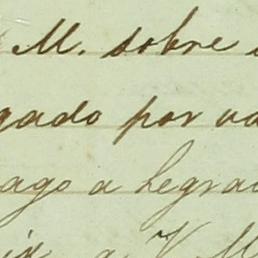 M. sobre
gado por va
ago a legra
a V. M